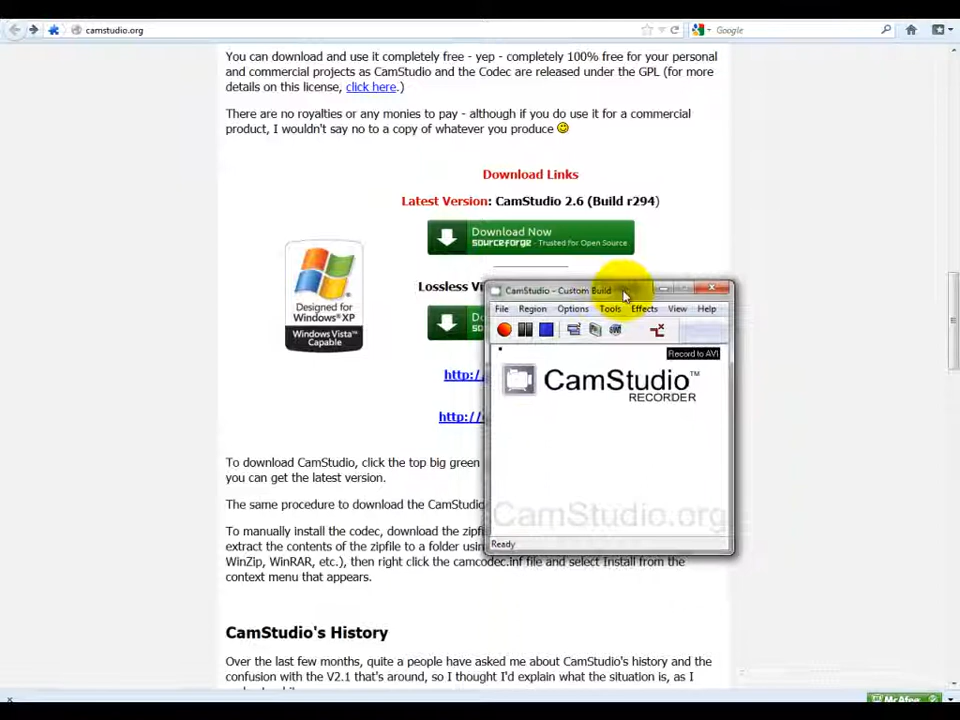 camstudio.org
Google
You can download and use it completely free - yep - completely 100% free for your personal
and commercial projects as CamStudio and the Codec are released under the GPL (for more
details on this license, click here.)
There are no royalties or any monies to pay - although if you do use it for a commercial
product, I wouldn't say no to a copy of whatever you produce
Download Links
Latest Version: CamStudio 2.6 (Build r294)
Download Now
SOURCEFORGE - Trusted for Open Source
Designed for
Windows®XP
Windows Vista™
Capable
Lossless Vi
CamStudio - Custom Build
File Region Options Tools Effects View Help
Record to AVI
CamStudio™
RECORDER
http:/
http:/
CamStudio.org
Ready
To download CamStudio, click the top big green
you can get the latest version.
The same procedure to download the CamStudio
To manually install the codec, download the zipfi
extract the contents of the zipfile to a folder usin
WinZip, WinRAR, etc.), then right click the camcodec.inf file and select Install from the
context menu that appears.
CamStudio's History
Over the last few months, quite a people have asked me about CamStudio's history and the
confusion with the V2.1 that's around, so I thought I'd explain what the situation is, as I
McAfee